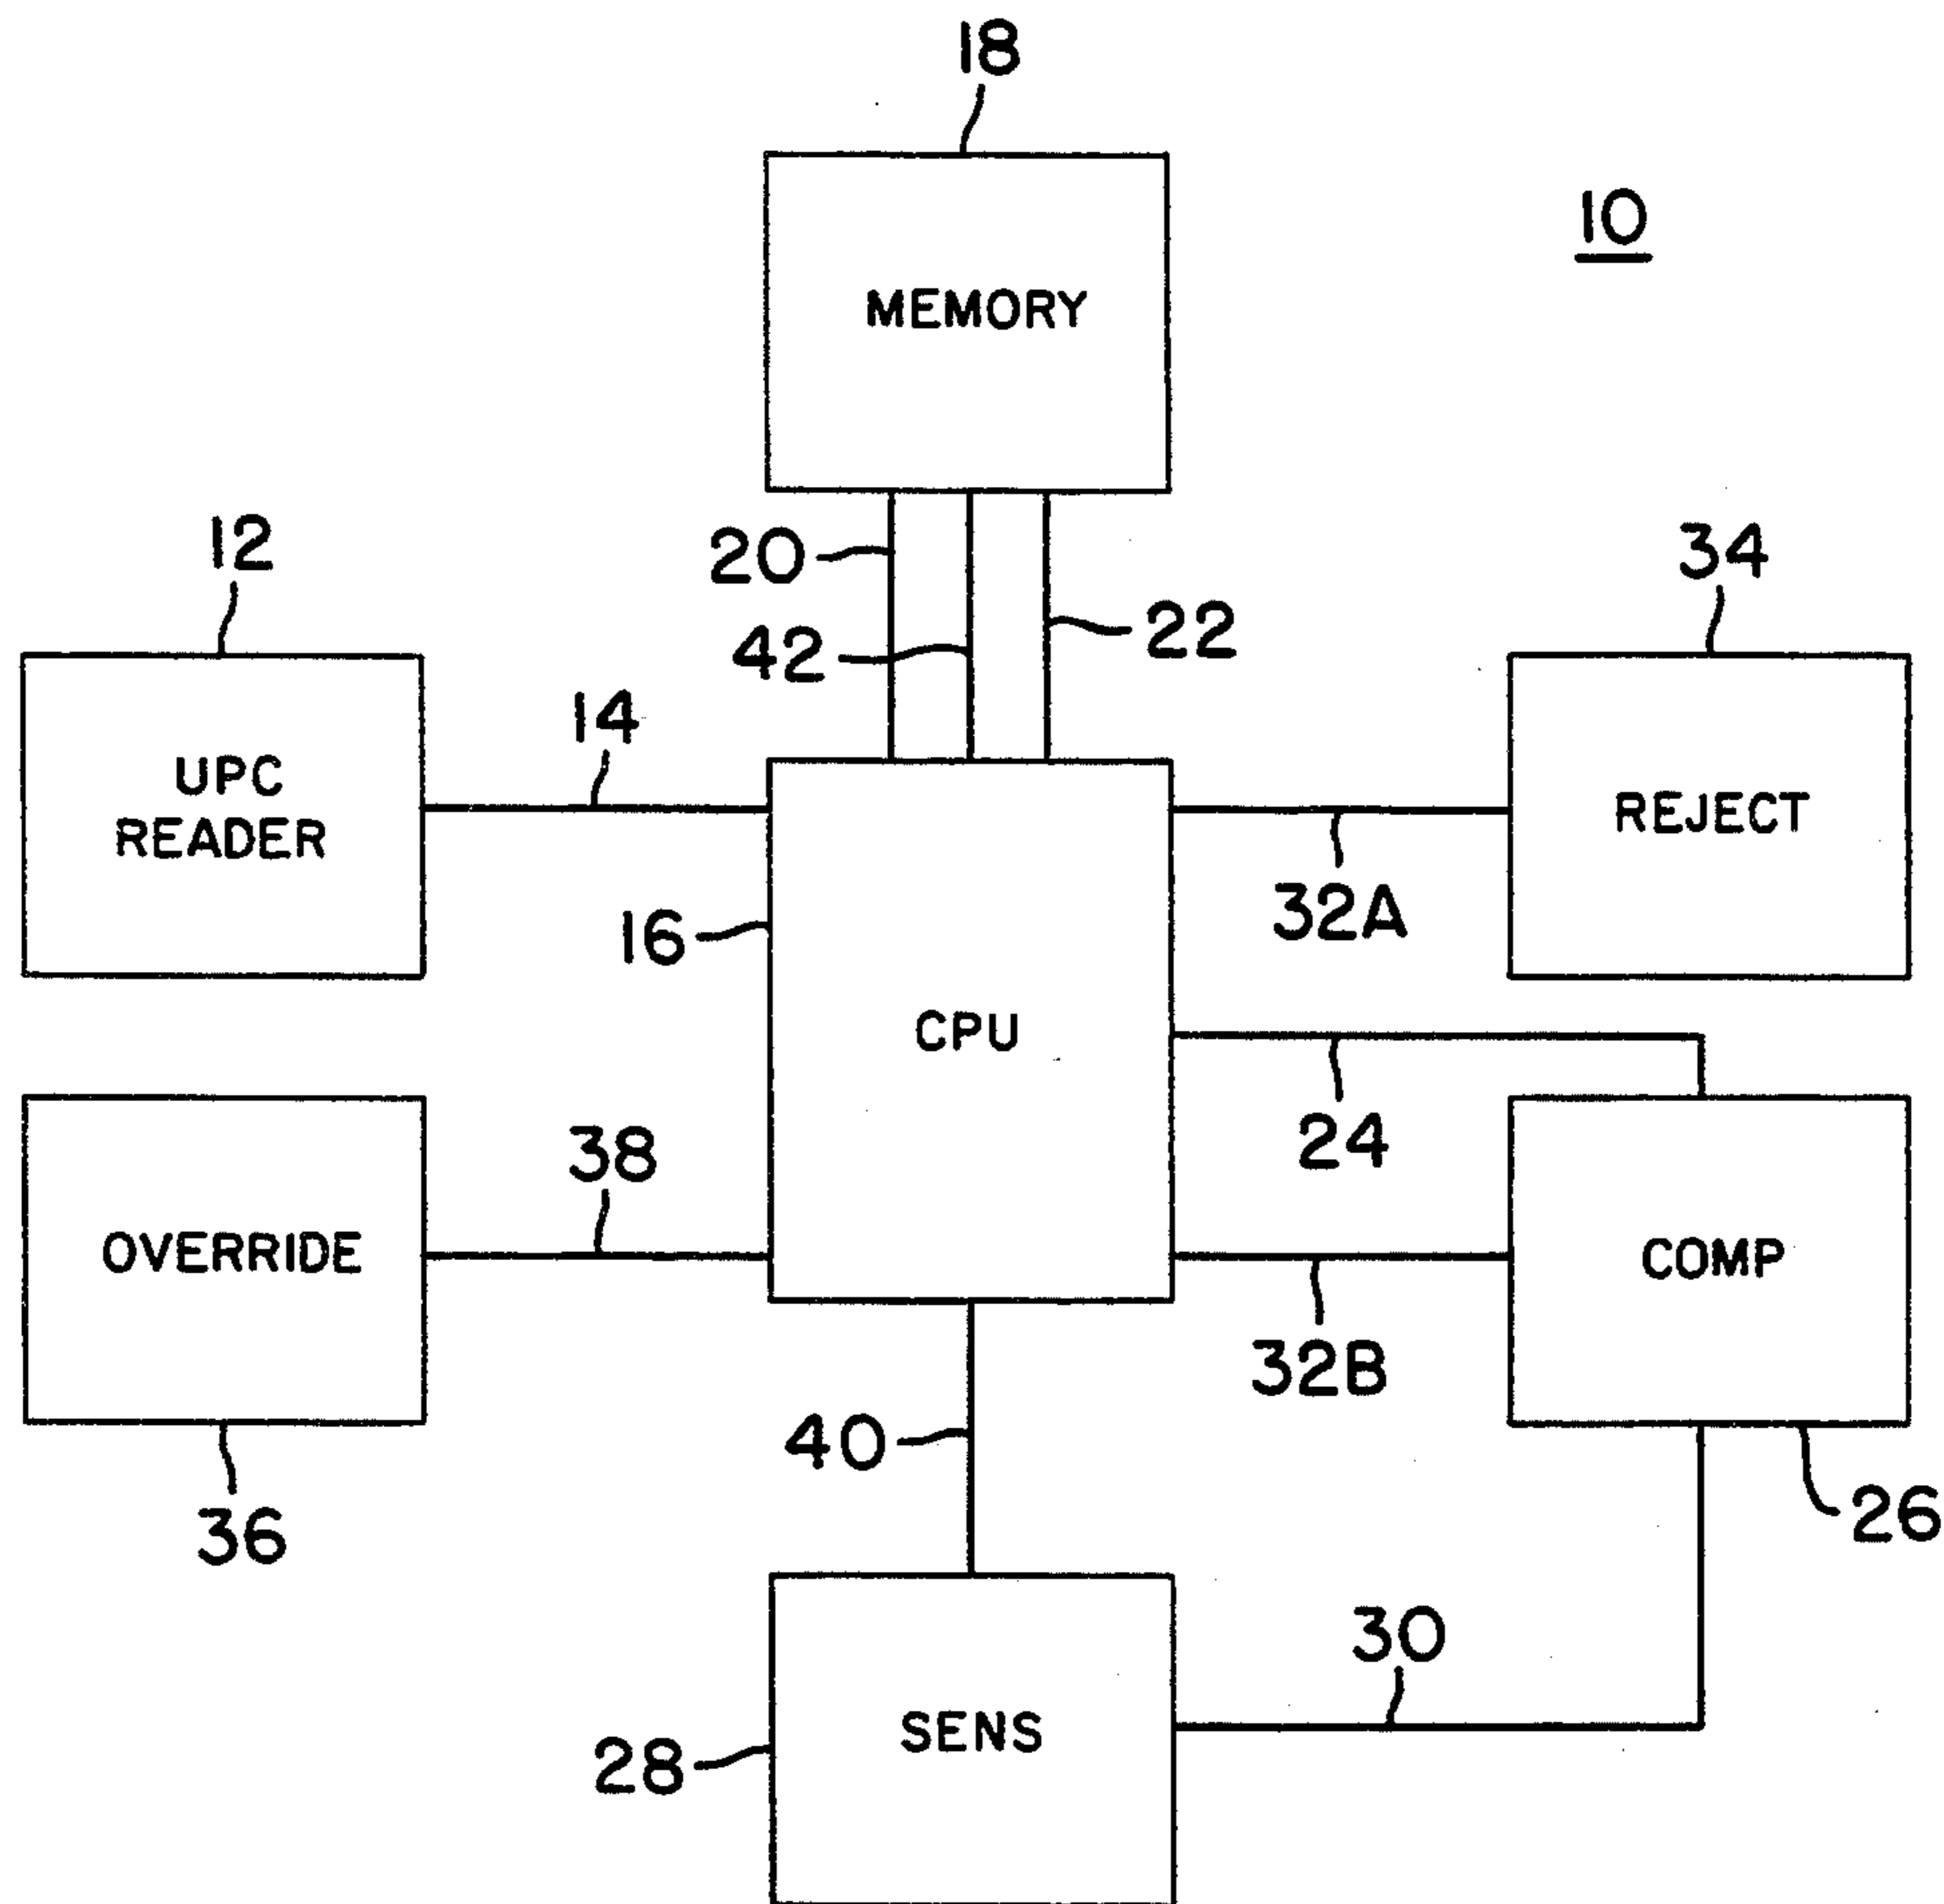 18
10
MEMORY
12
20
34
42
22
14
UPC
READER
REJECT
16
32A
CPU
38
24
OVERRIDE
COMP
32B
40
36
26
30
28
SENS